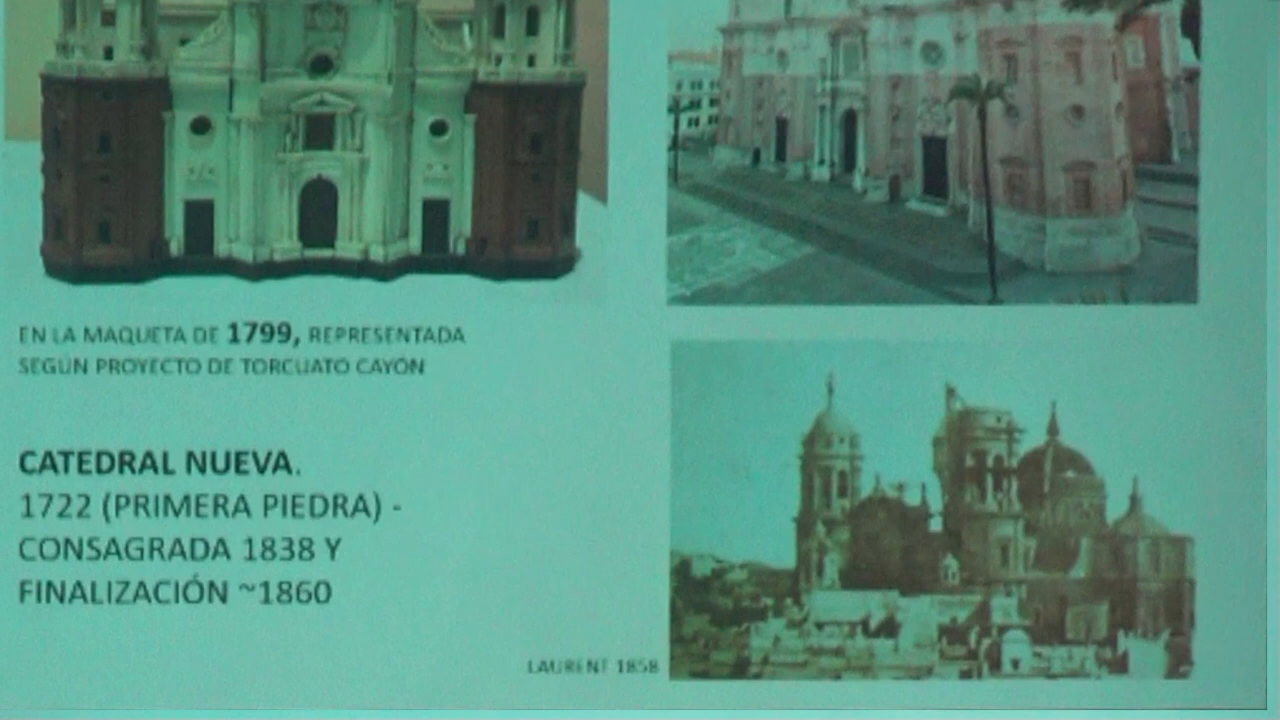 EN LA MAQUETA DE 1799, REPRESENTADA
SEGÚN PROYECTO DE TORCUATO CAYÓN
CATEDRAL NUEVA.
1722 (PRIMERA PIEDRA) -
CONSAGRADA 1838 Y
FINALIZACIÓN ~1860
LAURENT 1858